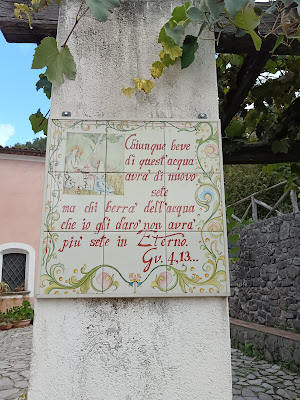 Chiunque beve
di quest'acqua
avrà di nuovo
sete
ma chi berrà dell'acqua
che io gli darò non avrà
più sete in Eterno.
Gv. 4,13...